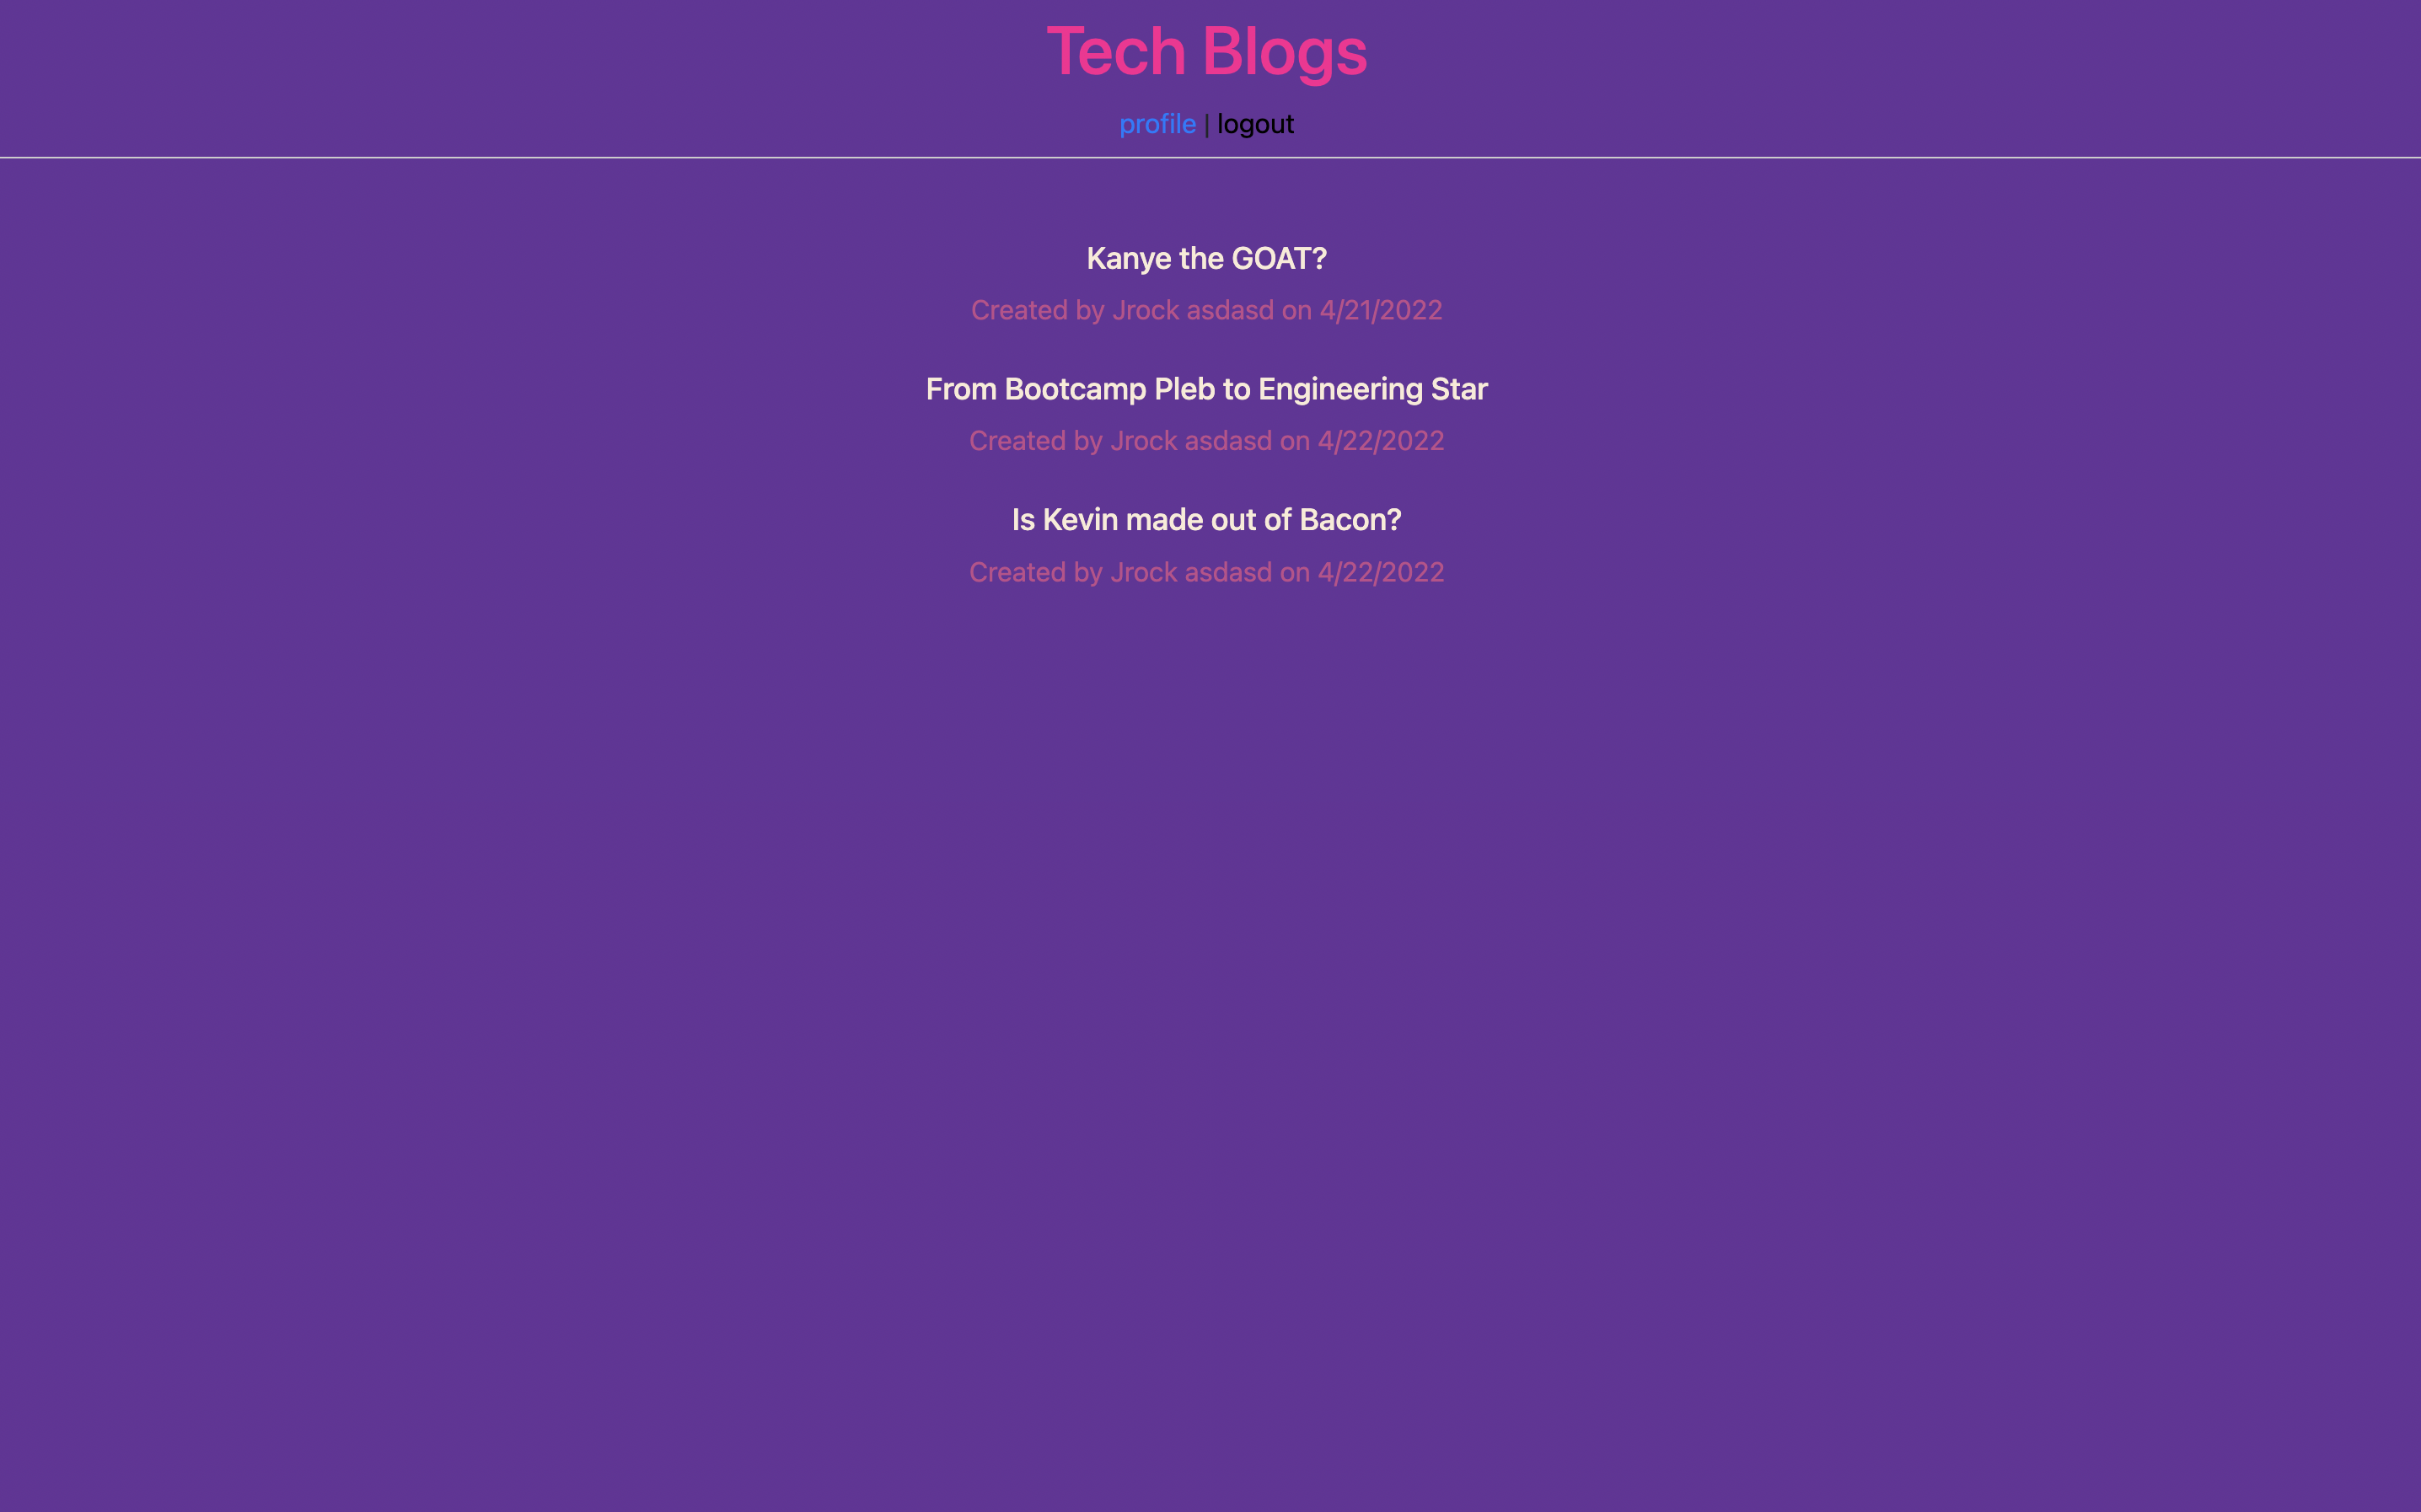 Tech Blogs
profile | logout
Kanye the GOAT?
Created by Jrock asdasd on 4/21/2022
From Bootcamp Pleb to Engineering Star
Created by Jrock asdasd on 4/22/2022
Is Kevin made out of Bacon?
Created by Jrock asdasd on 4/22/2022